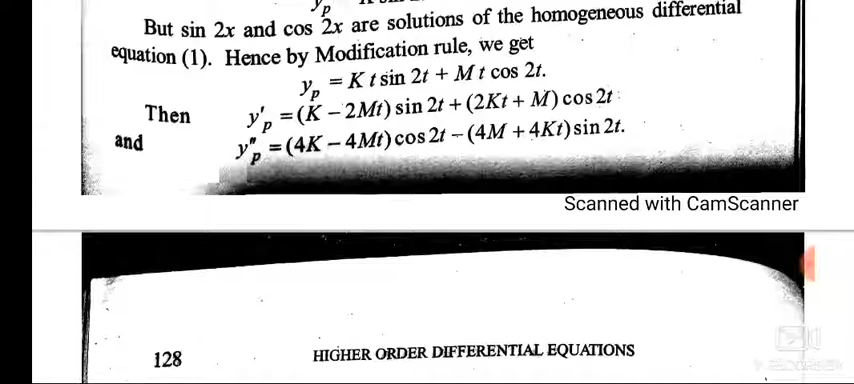 y_p
But sin 2x and cos 2x are solutions of the homogeneous differential
equation (1). Hence by Modification rule, we get
y_p = K t sin 2t + M t cos 2t.
Then y'_p = (K – 2Mt) sin 2t + (2Kt + M) cos 2t
and y"_p = (4K – 4Mt) cos 2t – (4M + 4Kt) sin 2t.
Scanned with CamScanner
128 HIGHER ORDER DIFFERENTIAL EQUATIONS